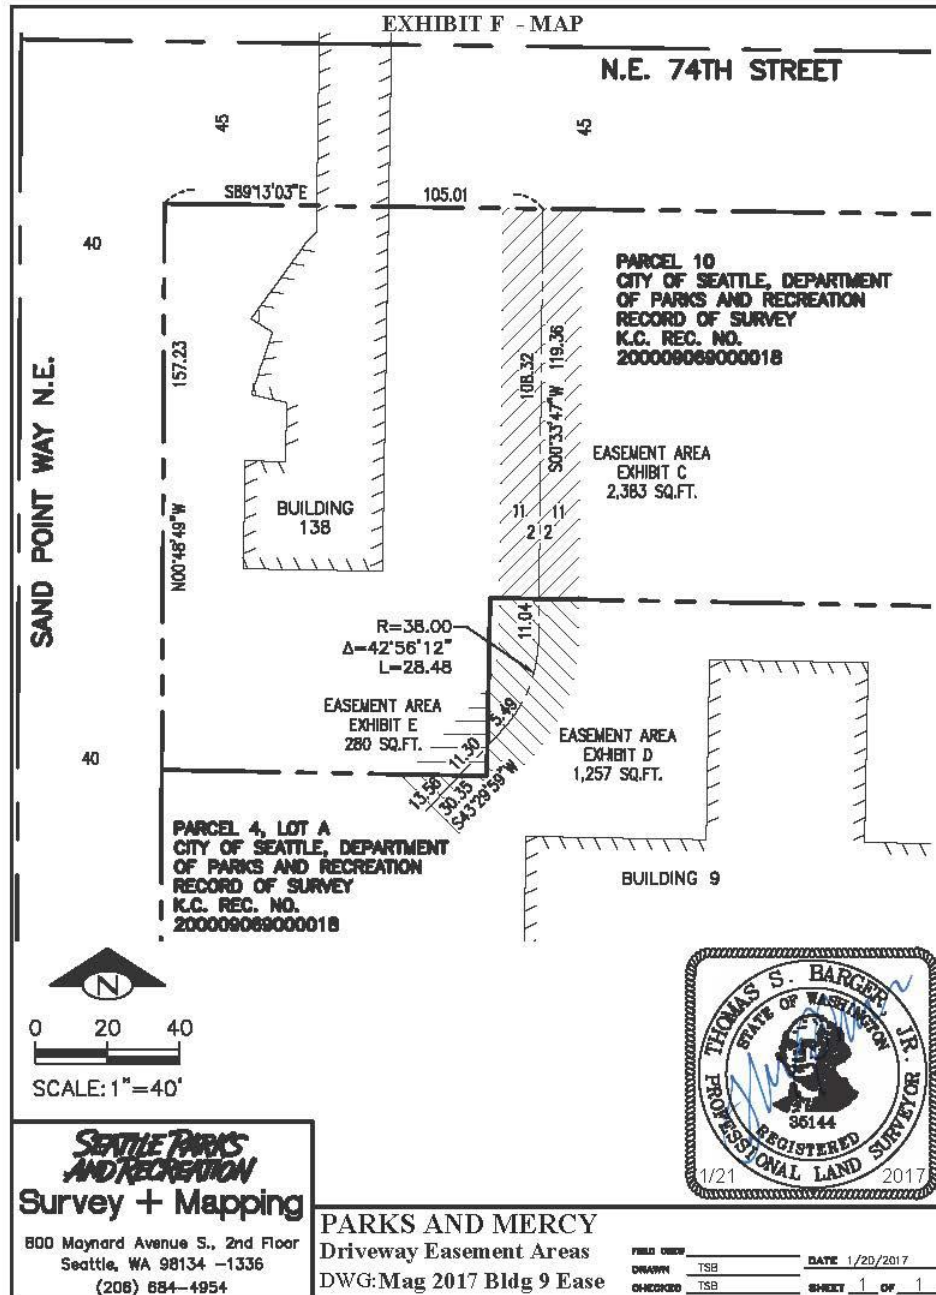 EXHIBIT F - MAP
N.E. 74TH STREET
45
45
S89°13'03"E
105.01
40
157.23
N00°48'49"W
SAND POINT WAY N.E.
PARCEL 10
CITY OF SEATTLE, DEPARTMENT
OF PARKS AND RECREATION
RECORD OF SURVEY
K.C. REC. NO.
200009069000018
108.32
S00°33'47"W 119.36
EASEMENT AREA
EXHIBIT C
2,383 SQ.FT.
BUILDING
138
11
11
2
2
R=38.00
Δ=42°56'12"
L=28.48
11.04
EASEMENT AREA
EXHIBIT E
280 SQ.FT.
5.49
11.30
13.56
30.35
S43°29'59"W
EASEMENT AREA
EXHIBIT D
1,257 SQ.FT.
40
PARCEL 4, LOT A
CITY OF SEATTLE, DEPARTMENT
OF PARKS AND RECREATION
RECORD OF SURVEY
K.C. REC. NO.
200009069000018
BUILDING 9
N
0 20 40
SCALE: 1"=40'
THOMAS S. BARGER, JR.
STATE OF WASHINGTON
35144
REGISTERED
PROFESSIONAL LAND SURVEYOR
1/21 2017
SEATTLE PARKS
AND RECREATION
Survey + Mapping
800 Maynard Avenue S., 2nd Floor
Seattle, WA 98134 -1336
(206) 684-4954
PARKS AND MERCY
Driveway Easement Areas
DWG:Mag 2017 Bldg 9 Ease
FIELD BOOK
DRAWN TSB
CHECKED TSB
DATE 1/20/2017
SHEET 1 OF 1